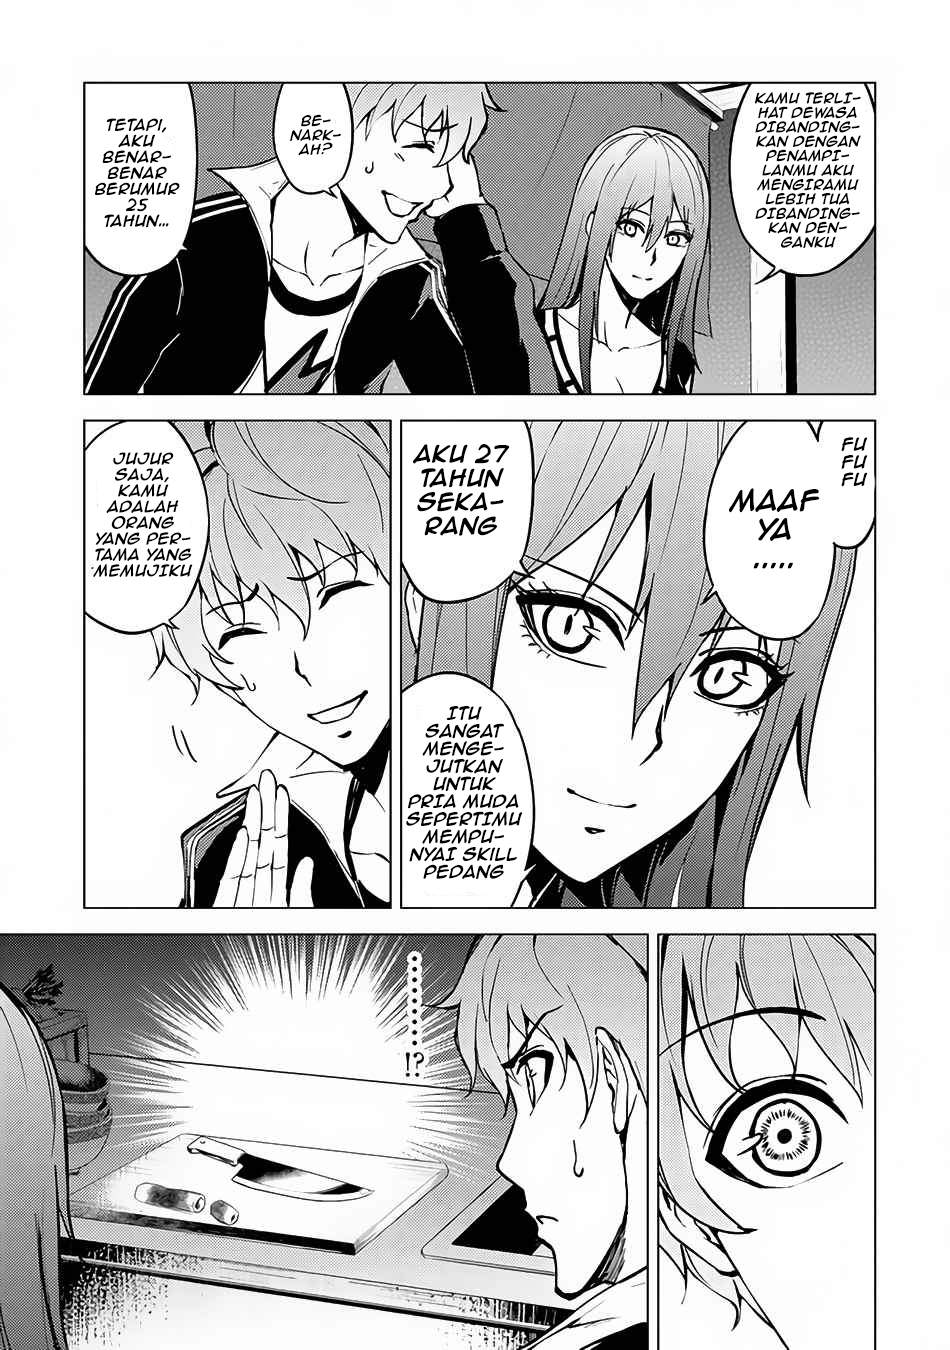 KAMU TERLI-
HAT DEWASA
DIBANDING-
KAN DENGAN
PENAMPI-
LANMU AKU
MENGIRAMU
LEBIH TUA
DIBANDING-
KAN DEN-
GANKU
BE-
NARK-
AH?
TETAPI,
AKU
BENAR-
BENAR
BERUMUR
25
TAHUN...
FU
FU
FU
MAAF
YA
.....
AKU 27
TAHUN
SEKA-
RANG
ITU
SANGAT
MENGE-
JUTKAN
UNTUK
PRIA MUDA
SEPERTIMU
MEMPU-
NYAI SKILL
PEDANG
JUJUR
SAJA,
KAMU
ADALAH
ORANG
YANG PER-
TAMA YANG
MEMUJIKU
.........!?